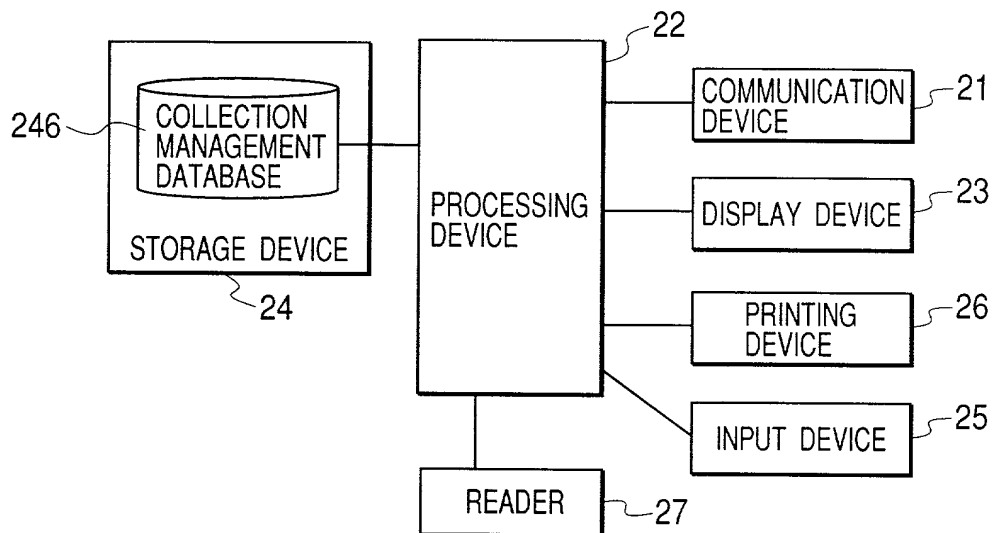 22
COMMUNICATION
DEVICE
21
246
COLLECTION
MANAGEMENT
DATABASE
STORAGE DEVICE
24
PROCESSING
DEVICE
DISPLAY DEVICE
23
PRINTING
DEVICE
26
INPUT DEVICE
25
READER
27